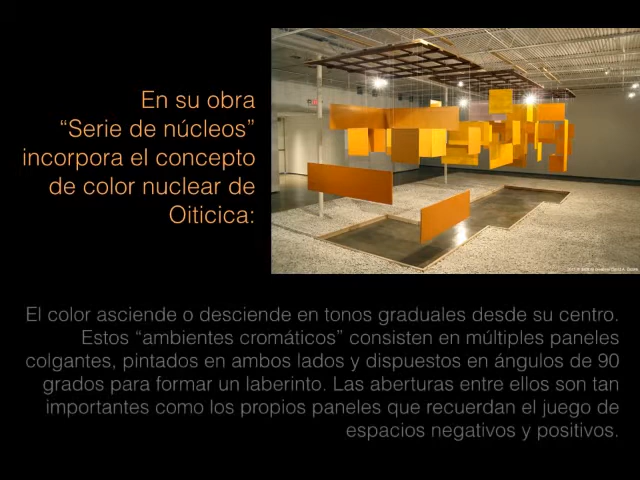 En su obra
“Serie de núcleos”
incorpora el concepto
de color nuclear de
Oiticica:
El color asciende o desciende en tonos graduales desde su centro.
Estos “ambientes cromáticos” consisten en múltiples paneles
colgantes, pintados en ambos lados y dispuestos en ángulos de 90
grados para formar un laberinto. Las aberturas entre ellos son tan
importantes como los propios paneles que recuerdan el juego de
espacios negativos y positivos.